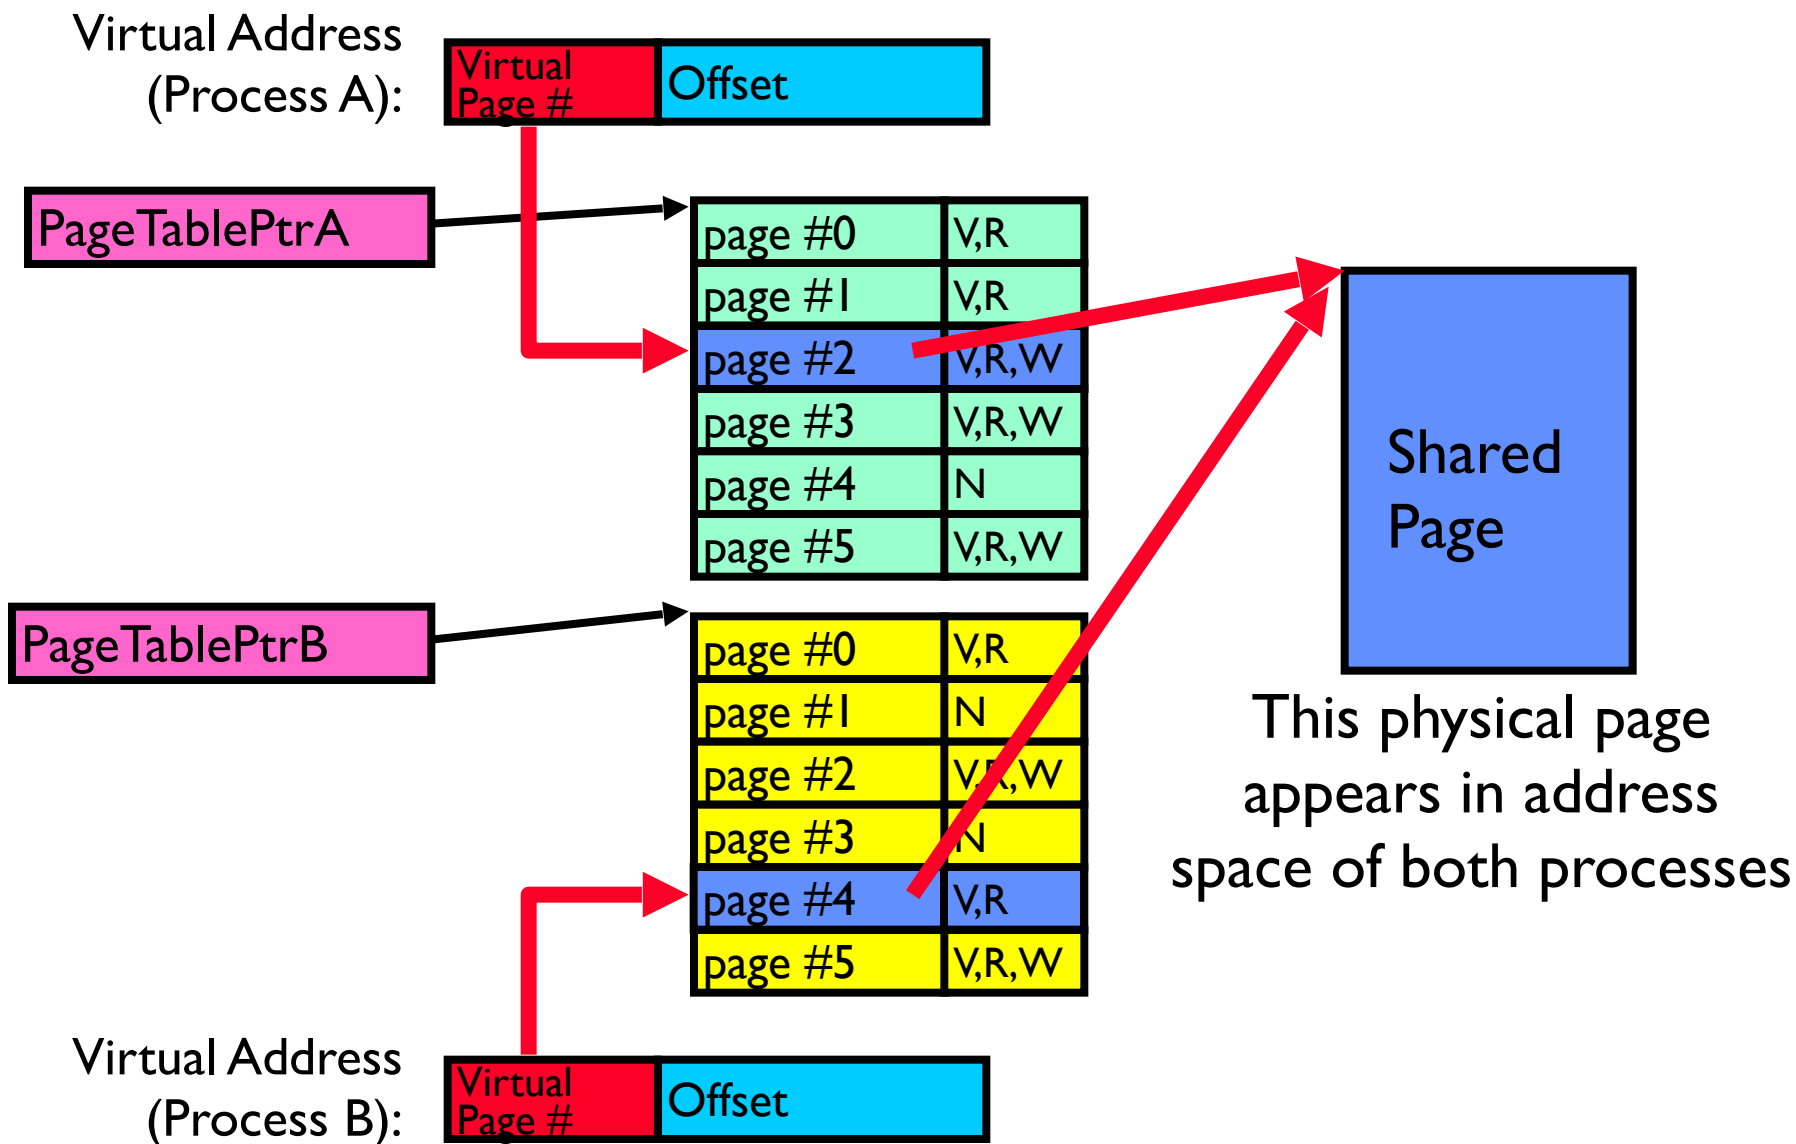 Virtual Address
(Process A):
Virtual
Page #
Offset
PageTablePtrA
page #0 V,R
page #1 V,R
page #2 V,R,W
page #3 V,R,W
page #4 N
page #5 V,R,W
Shared
Page
This physical page
appears in address
space of both processes
PageTablePtrB
page #0 V,R
page #1 N
page #2 V,R,W
page #3 N
page #4 V,R
page #5 V,R,W
Virtual Address
(Process B):
Virtual
Page #
Offset